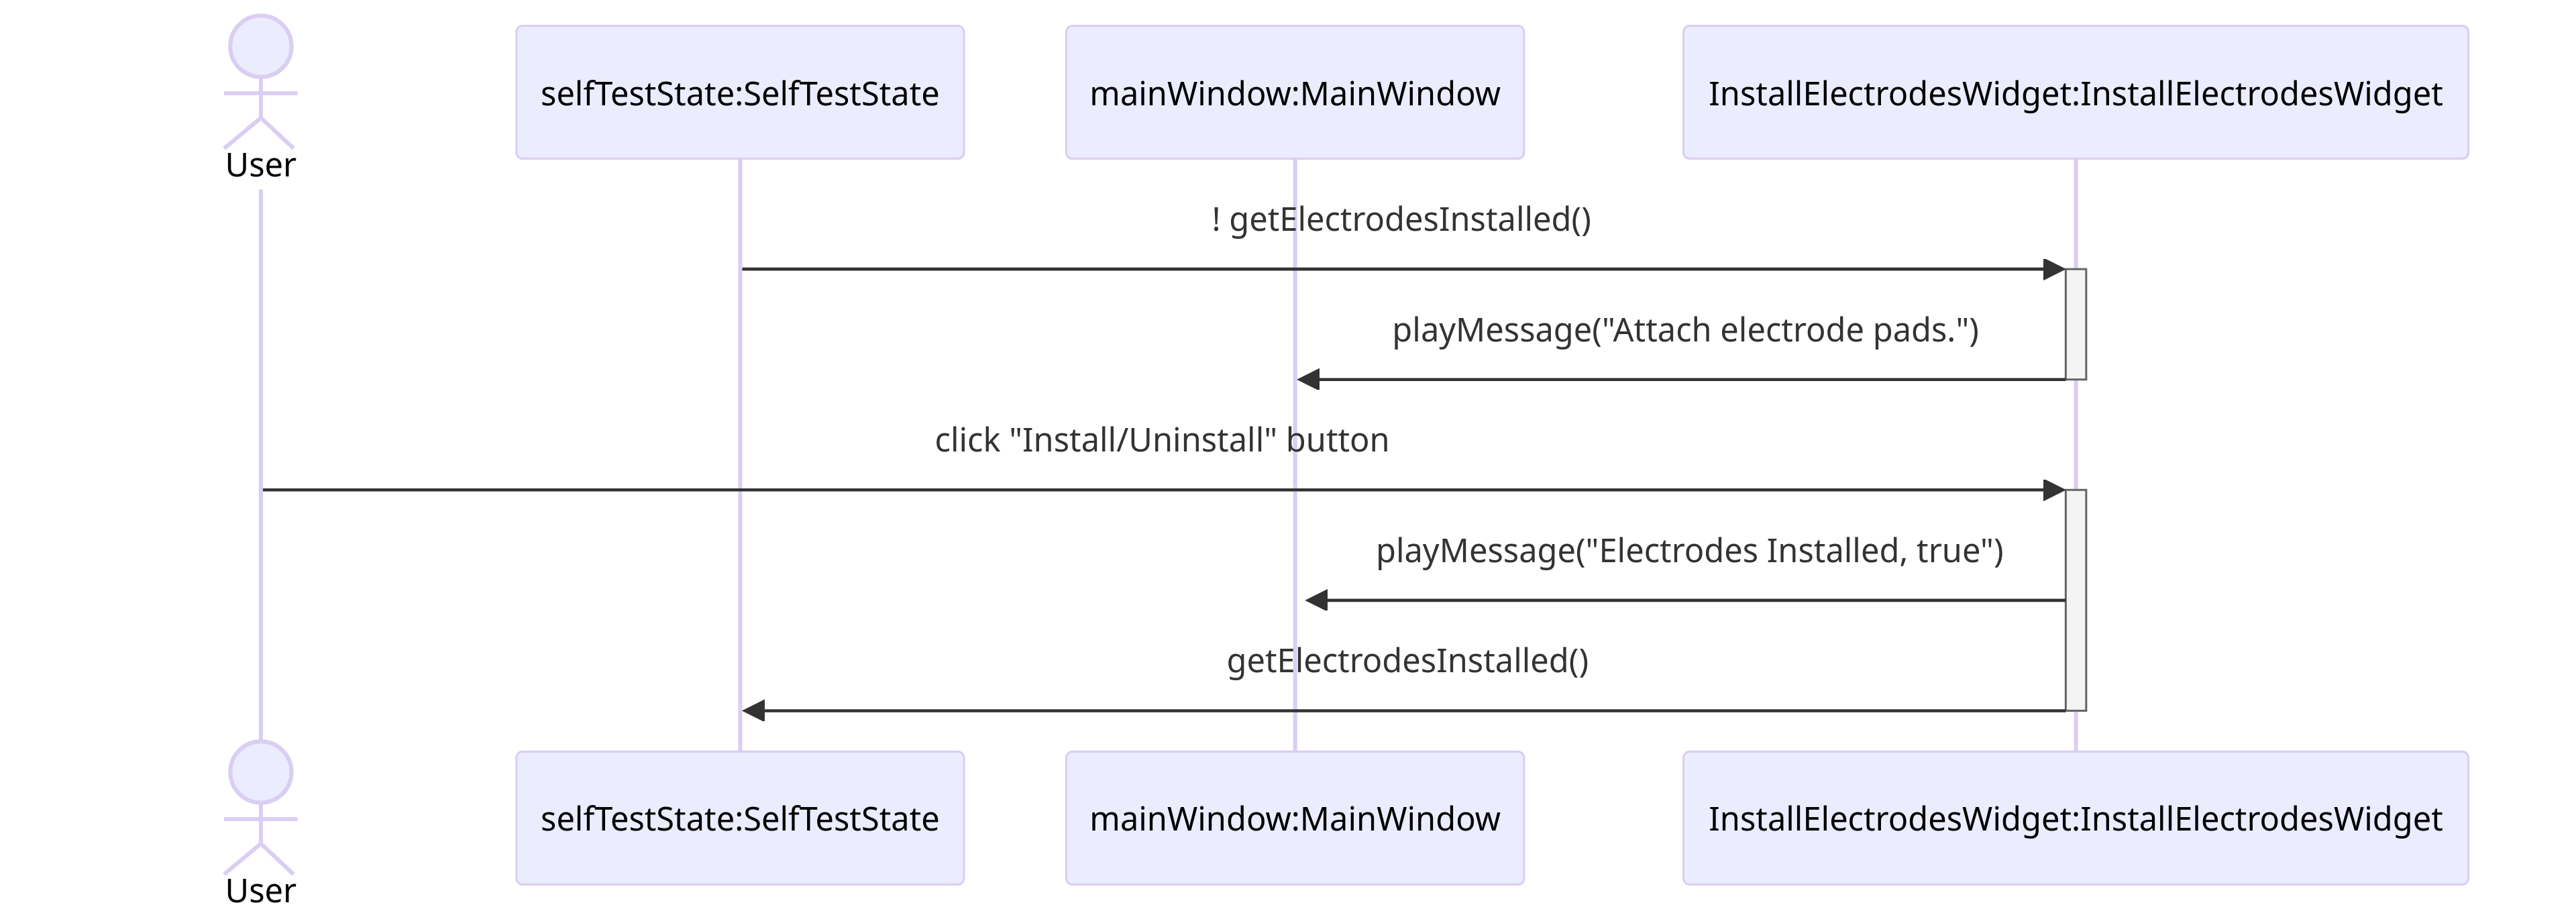 User
selfTestState:SelfTestState
mainWindow:MainWindow
InstallElectrodesWidget:InstallElectrodesWidget
! getElectrodesInstalled()
playMessage("Attach electrode pads.")
click "Install/Uninstall" button
playMessage("Electrodes Installed, true")
getElectrodesInstalled()
User
selfTestState:SelfTestState
mainWindow:MainWindow
InstallElectrodesWidget:InstallElectrodesWidget